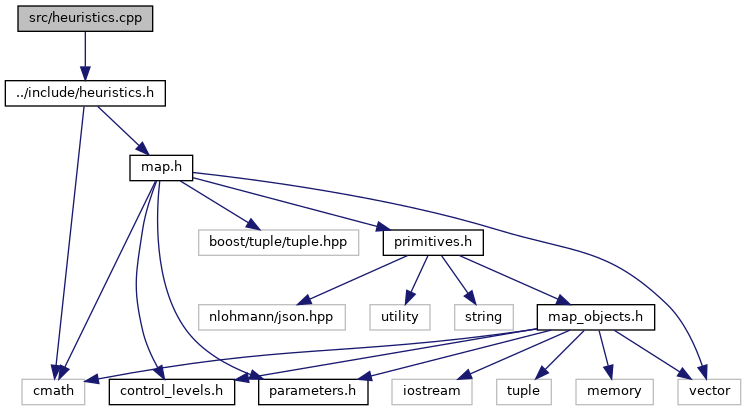 src/heuristics.cpp
../include/heuristics.h
map.h
boost/tuple/tuple.hpp
primitives.h
nlohmann/json.hpp
utility
string
map_objects.h
cmath
control_levels.h
parameters.h
iostream
tuple
memory
vector